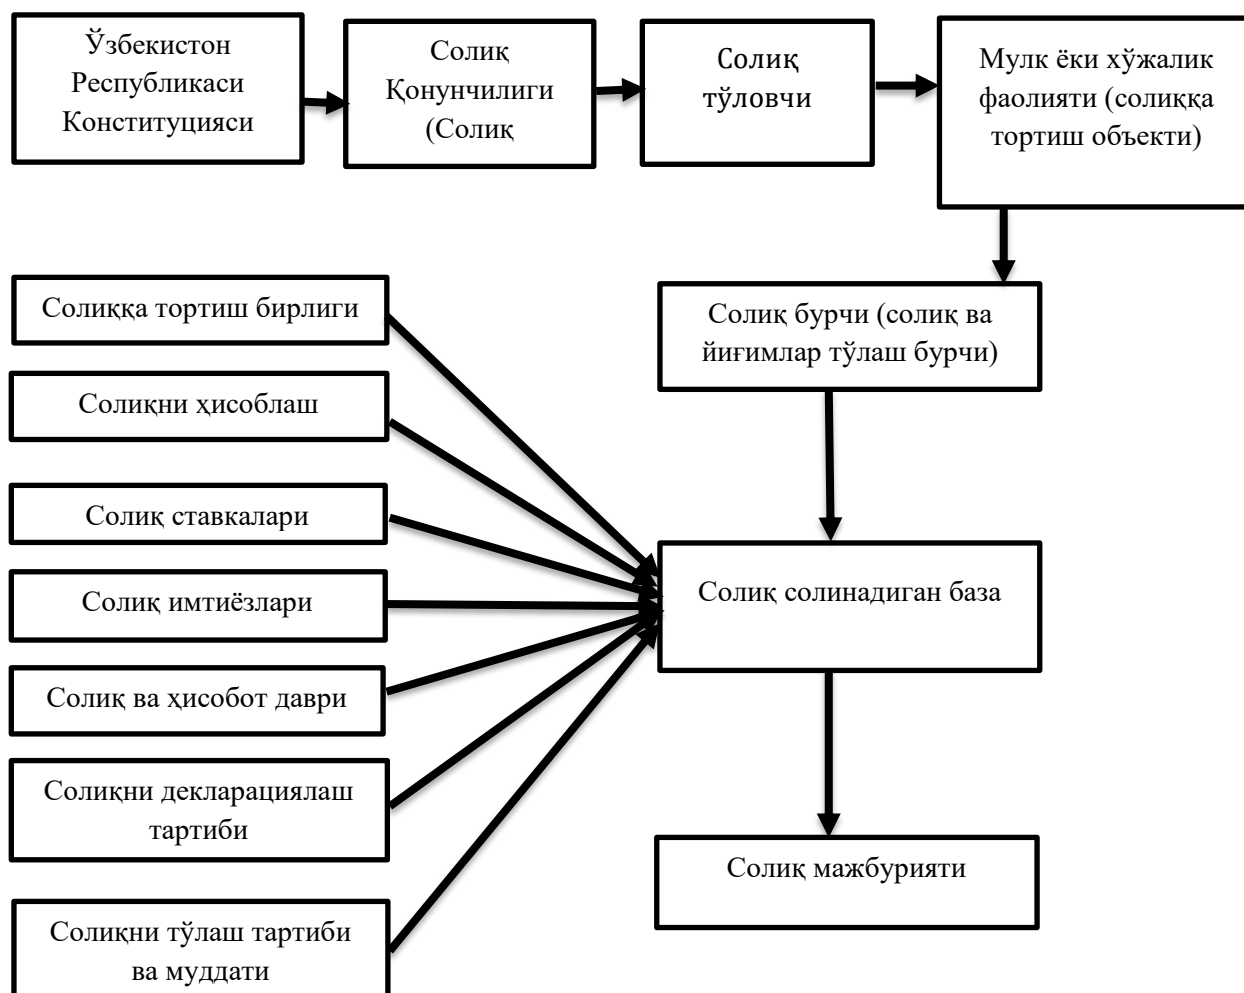 Ўзбекистон
Республикаси
Конституцияси
Солиқ
Қонунчилиги
(Солиқ
Солиқ
тўловчи
Мулк ёки хўжалик
фаолияти (солиққа
тортиш объекти)
Солиққа тортиш бирлиги
Солиқни ҳисоблаш
Солиқ ставкалари
Солиқ имтиёзлари
Солиқ ва ҳисобот даври
Солиқни декларациялаш
тартиби
Солиқни тўлаш тартиби
ва муддати
Солиқ бурчи (солиқ ва
йиғимлар тўлаш бурчи)
Солиқ солинадиган база
Солиқ мажбурияти